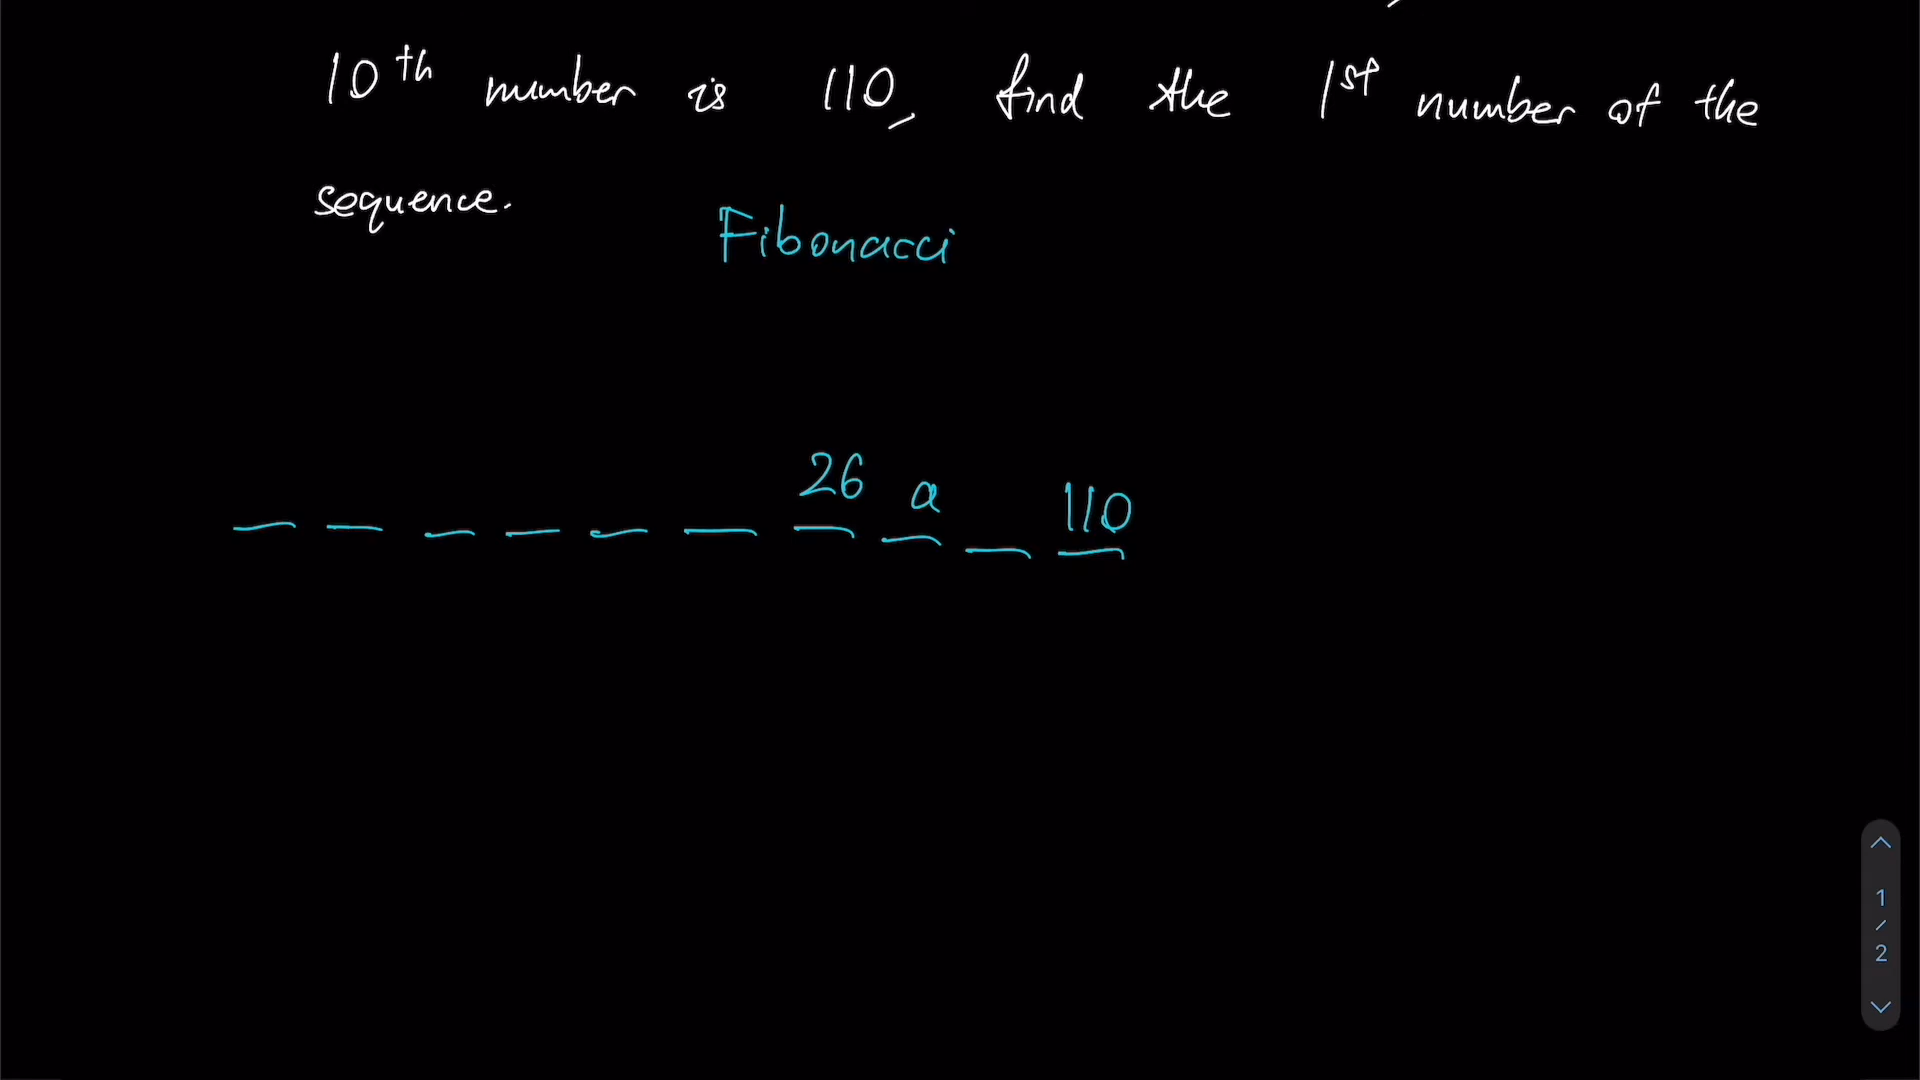 10th number is 110, find the 1st number of the
sequence.
Fibonacci
26 a 110
1
/
2